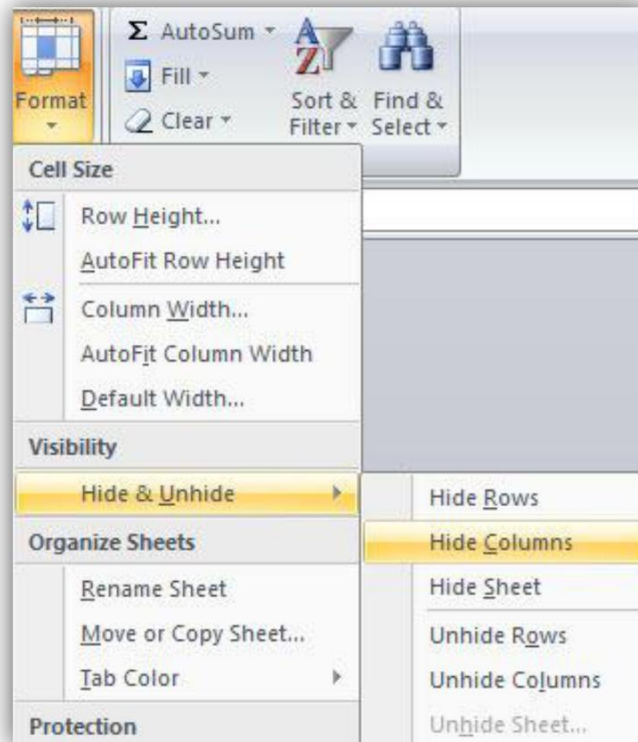 Σ AutoSum
Fill
Clear
Format
Sort &
Filter
Find &
Select
Cell Size
Row Height...
AutoFit Row Height
Column Width...
AutoFit Column Width
Default Width...
Visibility
Hide & Unhide
Hide Rows
Hide Columns
Hide Sheet
Unhide Rows
Unhide Columns
Unhide Sheet...
Organize Sheets
Rename Sheet
Move or Copy Sheet...
Tab Color
Protection